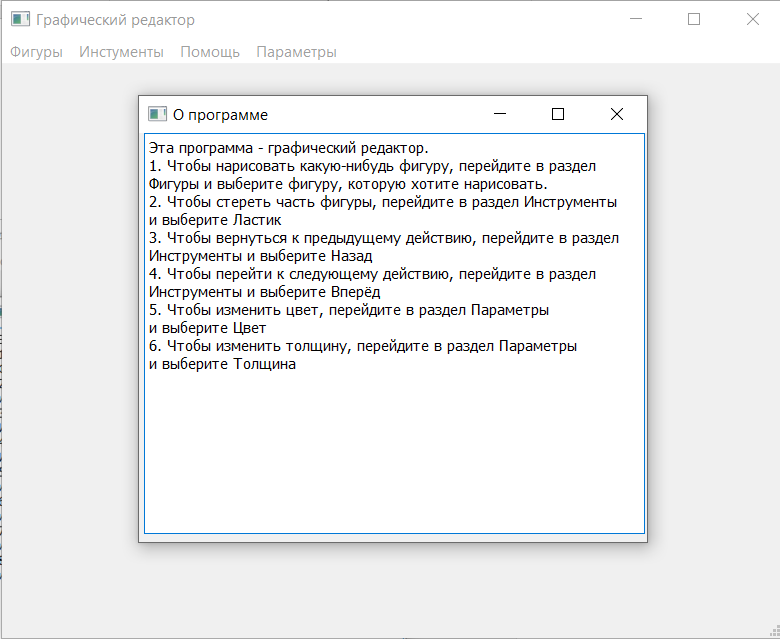 Графический редактор
Фигуры Инстументы Помощь Параметры
О программе
Эта программа - графический редактор.
1. Чтобы нарисовать какую-нибудь фигуру, перейдите в раздел
Фигуры и выберите фигуру, которую хотите нарисовать.
2. Чтобы стереть часть фигуры, перейдите в раздел Инструменты
и выберите Ластик
3. Чтобы вернуться к предыдущему действию, перейдите в раздел
Инструменты и выберите Назад
4. Чтобы перейти к следующему действию, перейдите в раздел
Инструменты и выберите Вперёд
5. Чтобы изменить цвет, перейдите в раздел Параметры
и выберите Цвет
6. Чтобы изменить толщину, перейдите в раздел Параметры
и выберите Толщина